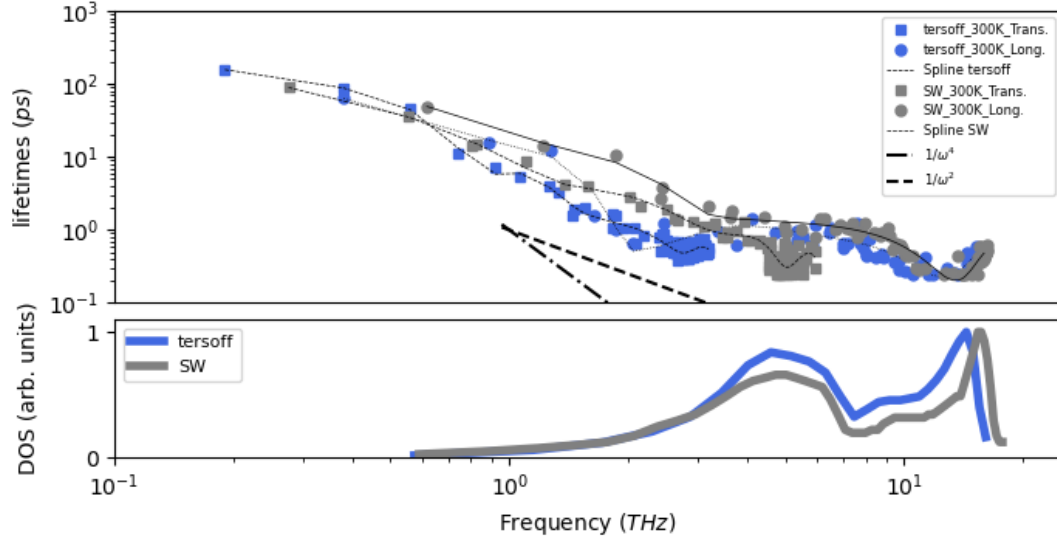 10³
10²
10¹
10⁰
10⁻¹
lifetimes (ps)
tersoff_300K_Trans.
tersoff_300K_Long.
Spline tersoff
SW_300K_Trans.
SW_300K_Long.
Spline SW
1/ω⁴
1/ω²
1
0
DOS (arb. units)
tersoff
SW
10⁻¹
10⁰
10¹
Frequency (THz)